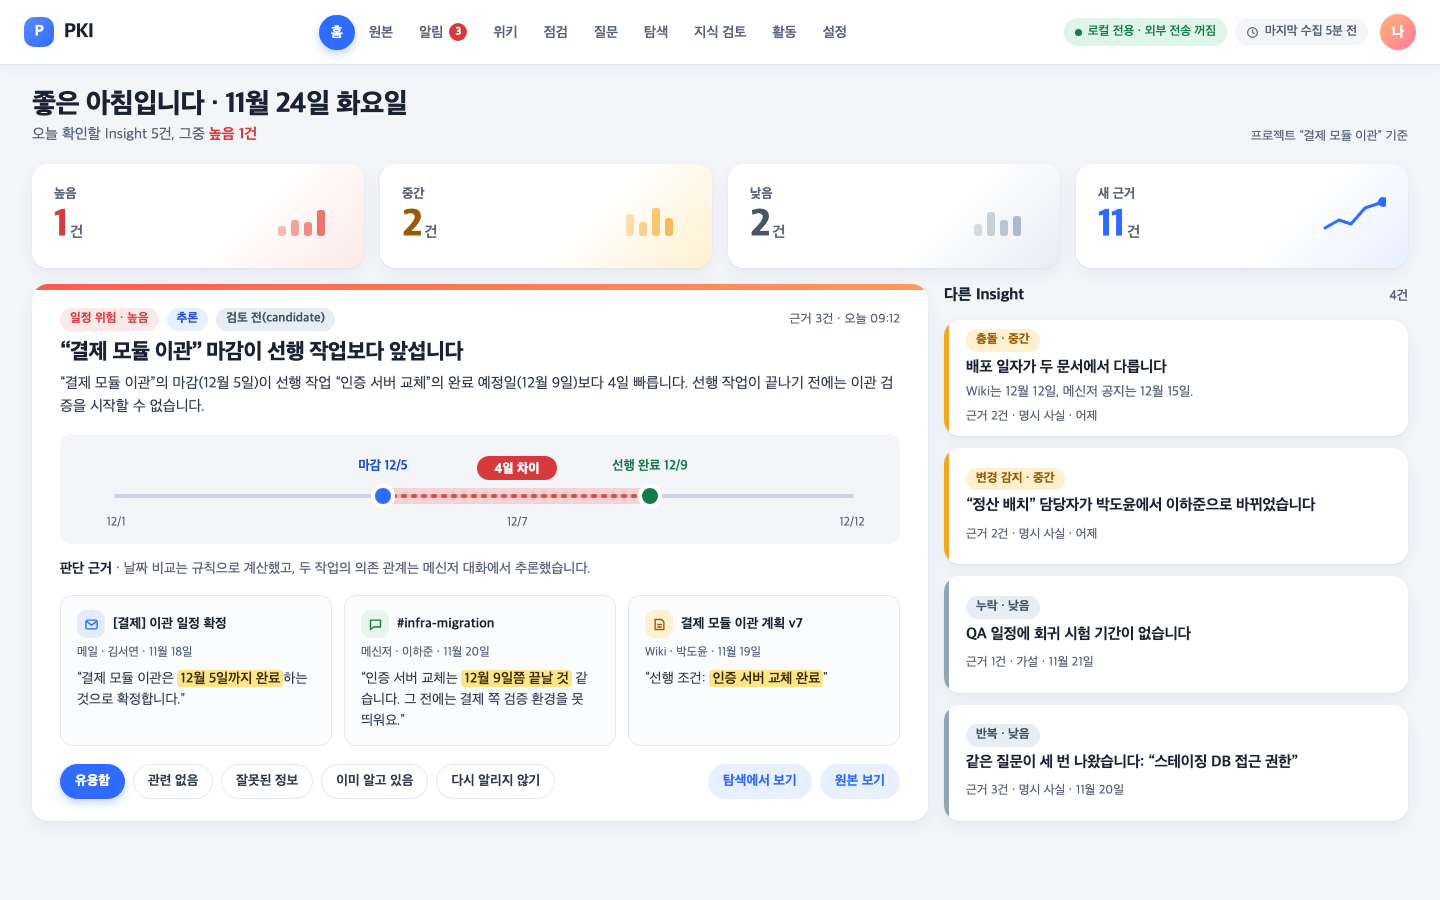 P PKI
홈 원본 알림 3 위키 점검 질문 탐색 지식 검토 활동 설정
로컬 전용 · 외부 전송 꺼짐
마지막 수집 5분 전
나
좋은 아침입니다 · 11월 24일 화요일
오늘 확인할 Insight 5건, 그중 높음 1건
프로젝트 “결제 모듈 이관” 기준
높음
1건
중간
2건
낮음
2건
새 근거
11건
일정 위험 · 높음 추론 검토 전(candidate) 근거 3건 · 오늘 09:12
“결제 모듈 이관” 마감이 선행 작업보다 앞섭니다
“결제 모듈 이관”의 마감(12월 5일)이 선행 작업 “인증 서버 교체”의 완료 예정일(12월 9일)보다 4일 빠릅니다. 선행 작업이 끝나기 전에는 이관 검
증을 시작할 수 없습니다.
마감 12/5 4일 차이 선행 완료 12/9
12/1 12/7 12/12
판단 근거 · 날짜 비교는 규칙으로 계산했고, 두 작업의 의존 관계는 메신저 대화에서 추론했습니다.
[결제] 이관 일정 확정
메일 · 김서연 · 11월 18일
“결제 모듈 이관은 12월 5일까지 완료하는
것으로 확정합니다.”
#infra-migration
메신저 · 이하준 · 11월 20일
“인증 서버 교체는 12월 9일쯤 끝날 것 같
습니다. 그 전에는 결제 쪽 검증 환경을 못
띄워요.”
결제 모듈 이관 계획 v7
Wiki · 박도윤 · 11월 19일
“선행 조건: 인증 서버 교체 완료”
유용함 관련 없음 잘못된 정보 이미 알고 있음 다시 알리지 않기 탐색에서 보기 원본 보기
다른 Insight 4건
충돌 · 중간
배포 일자가 두 문서에서 다릅니다
Wiki는 12월 12일, 메신저 공지는 12월 15일.
근거 2건 · 명시 사실 · 어제
변경 감지 · 중간
“정산 배치” 담당자가 박도윤에서 이하준으로 바뀌었습니다
근거 2건 · 명시 사실 · 어제
누락 · 낮음
QA 일정에 회귀 시험 기간이 없습니다
근거 1건 · 가설 · 11월 21일
반복 · 낮음
같은 질문이 세 번 나왔습니다: “스테이징 DB 접근 권한”
근거 3건 · 명시 사실 · 11월 20일